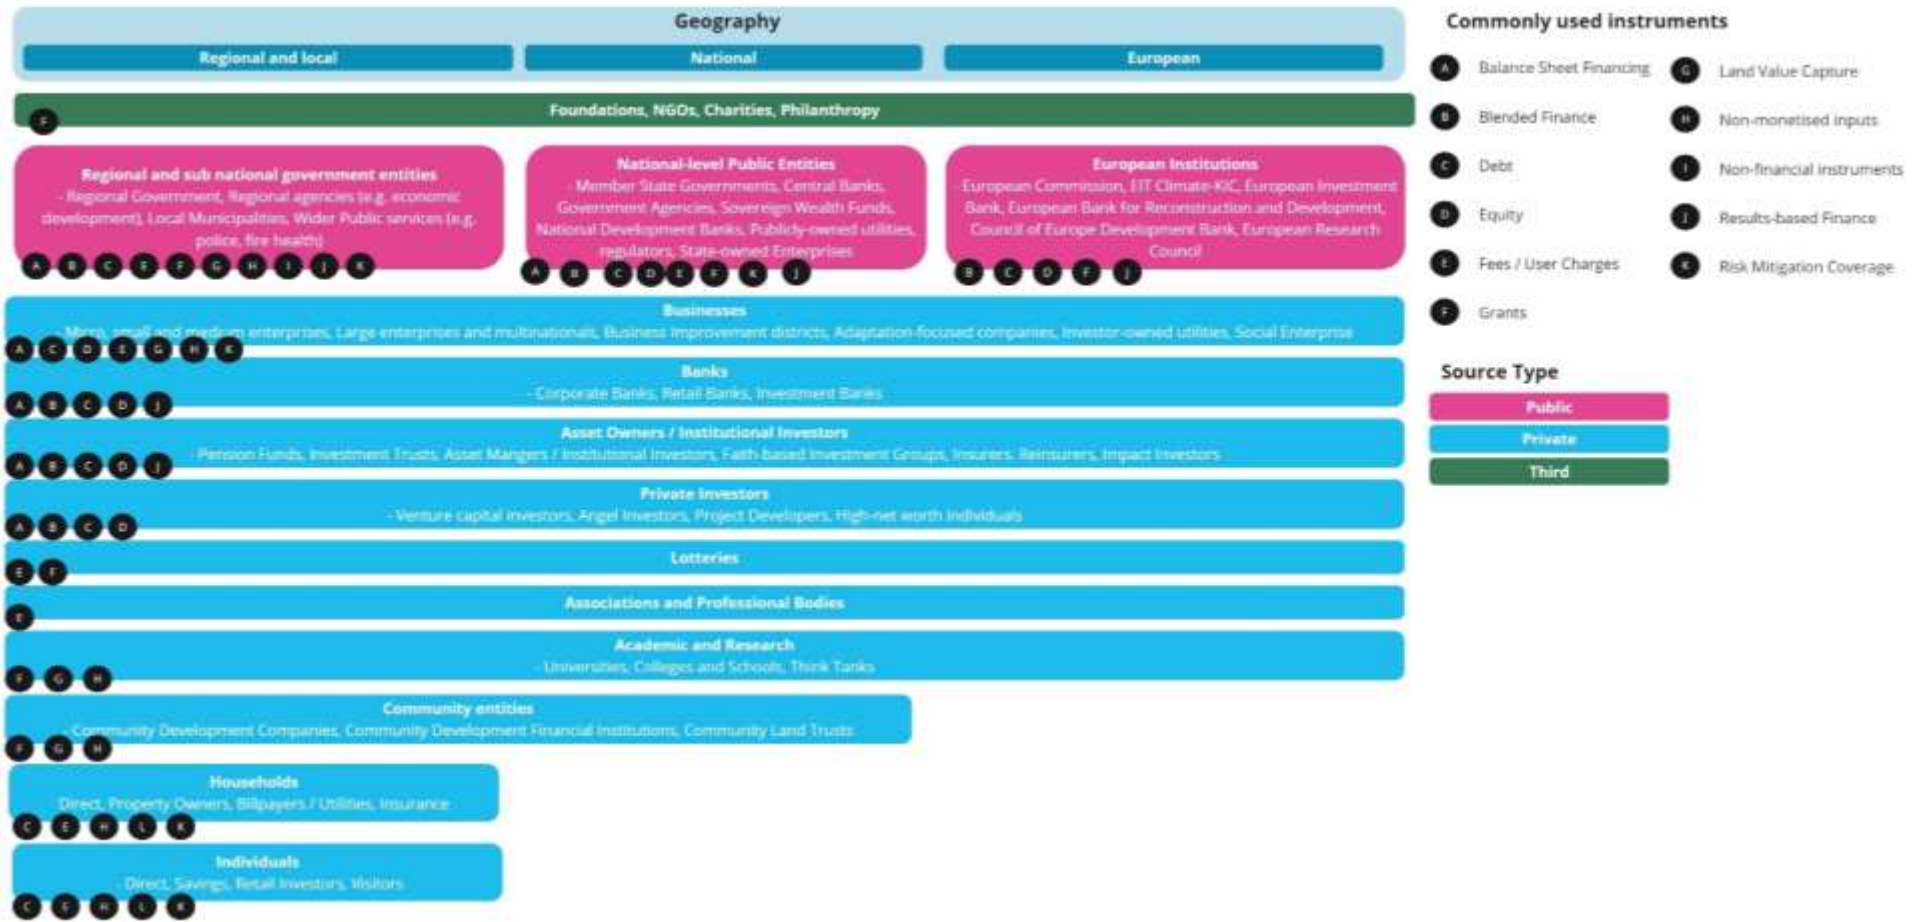 Geography
Regional and local
National
European
Foundations, NGOs, Charities, Philanthropy
F
Regional and sub national government entities
- Regional Government, Regional agencies (e.g. economic
development), Local Municipalities, Wider Public services (e.g.
police, fire health)
A B C E F G H I J K
National-level Public Entities
- Member State Governments, Central Banks,
Government Agencies, Sovereign Wealth Funds,
National Development Banks, Publicly-owned utilities,
regulators, State-owned Enterprises
A B C D E F K J
European Institutions
- European Commission, EIT Climate-KIC, European Investment
Bank, European Bank for Reconstruction and Development,
Council of Europe Development Bank, European Research
Council
B C D F J
Businesses
- Micro, small and medium enterprises, Large enterprises and multinationals, Business Improvement districts, Adaptation-focused companies, Investor-owned utilities, Social Enterprise
A C D E G H K
Banks
- Corporate Banks, Retail Banks, Investment Banks
A B C D J
Asset Owners / Institutional Investors
- Pension Funds, Investment Trusts, Asset Mangers / Institutional Investors, Faith-based Investment Groups, Insurers. Reinsurers, Impact Investors
A B C D J
Private Investors
- Venture capital investors, Angel Investors, Project Developers, High-net worth individuals
A B C D
Lotteries
E F
Associations and Professional Bodies
E
Academic and Research
- Universities, Colleges and Schools, Think Tanks
F G H
Community entities
- Community Development Companies, Community Development Financial Institutions, Community Land Trusts
F G H
Households
Direct, Property Owners, Billpayers / Utilities, Insurance
C E H L K
Individuals
- Direct, Savings, Retail Investors, Visitors
C E H L K
Commonly used instruments
A Balance Sheet Financing
B Blended Finance
C Debt
D Equity
E Fees / User Charges
F Grants
G Land Value Capture
H Non-monetised inputs
I Non-financial instruments
J Results-based Finance
K Risk Mitigation Coverage
Source Type
Public
Private
Third